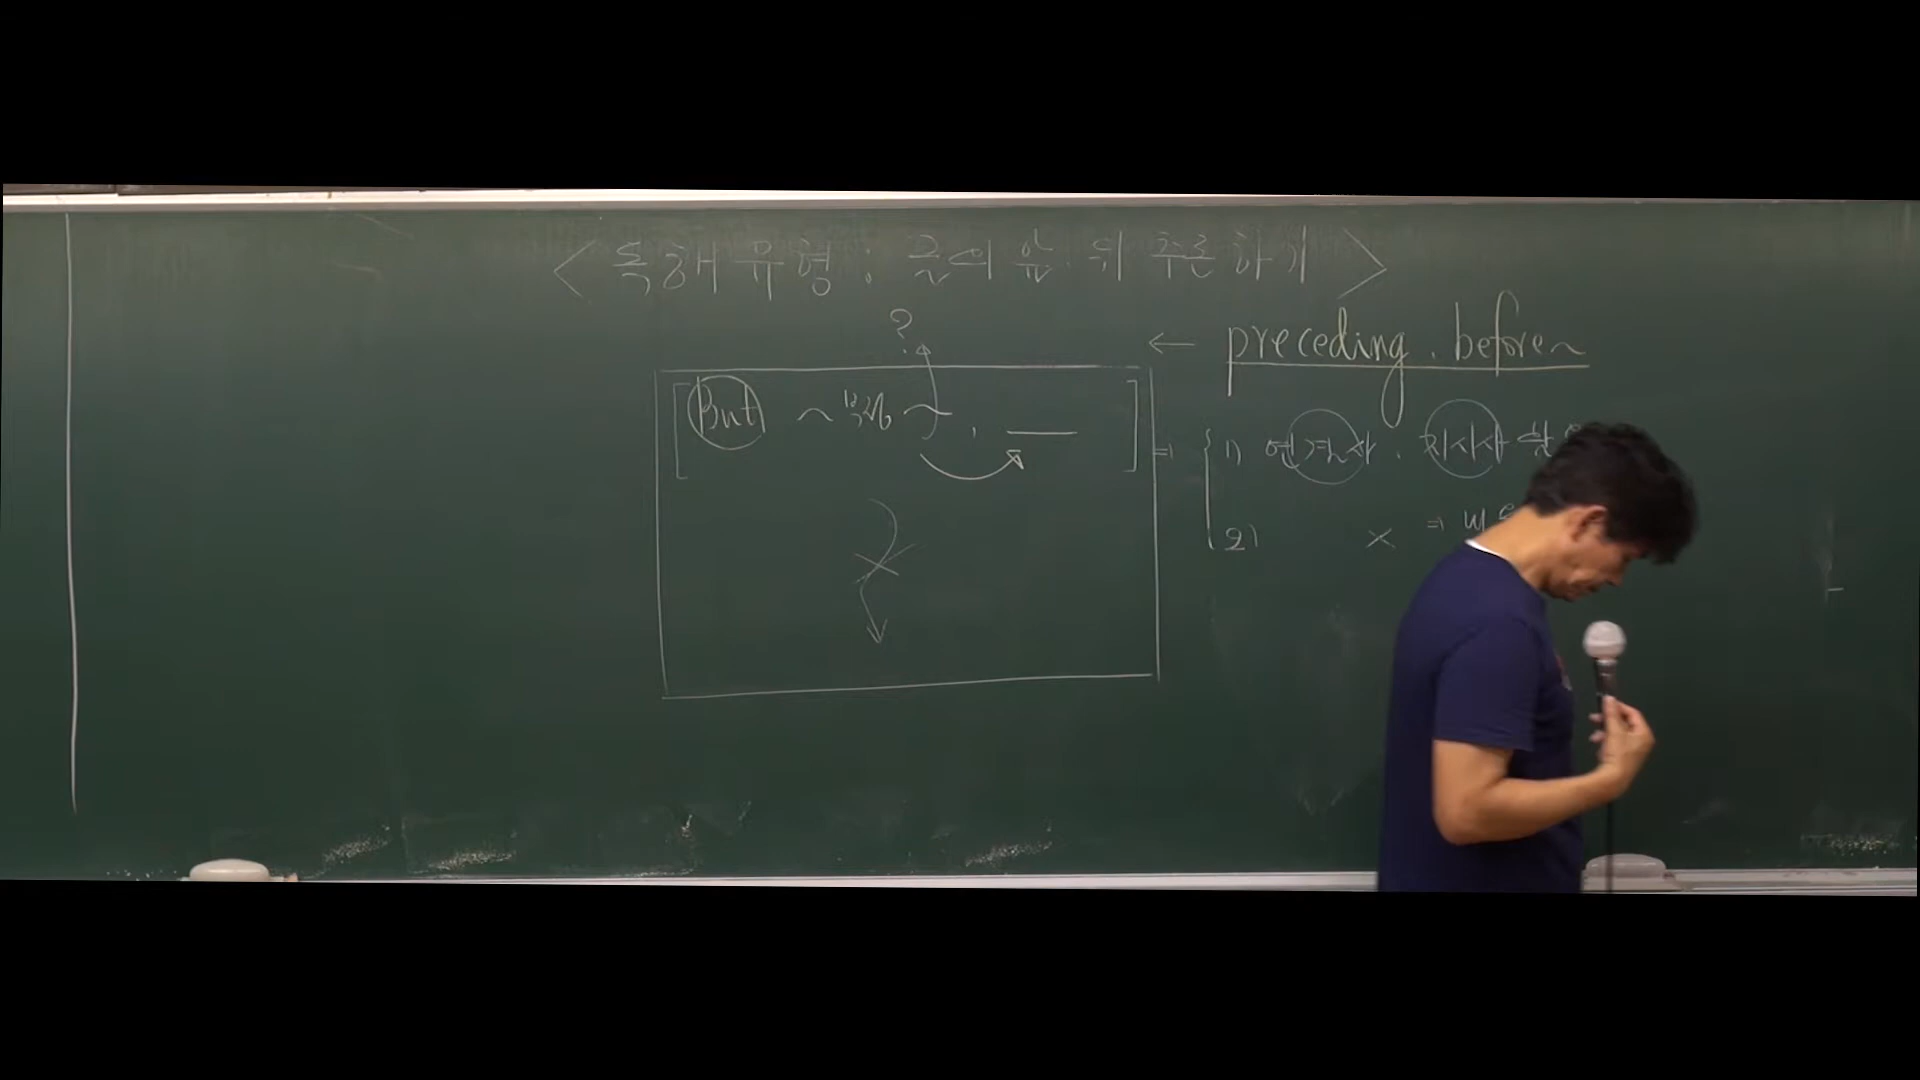 < 독해 유형 : 글의 앞. 뒤 추론하기 >
?
← preceding. before ~
[ But ~ ~ , ___ ]
⇒ 1) 연결사. 지시사
2) × ⇒